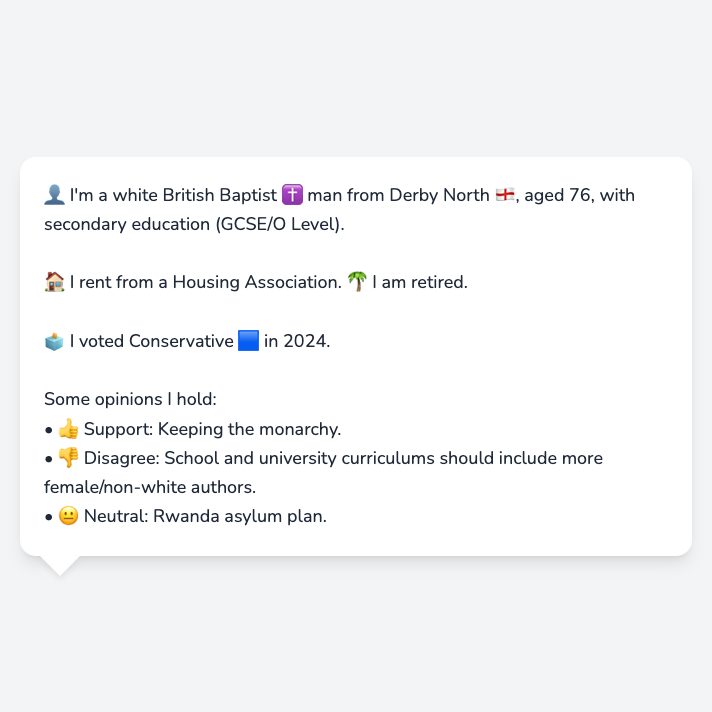 👤 I'm a white British Baptist ✝️ man from Derby North 🏴󠁧󠁢󠁥󠁮󠁧󠁿, aged 76, with
secondary education (GCSE/O Level).
🏠 I rent from a Housing Association. 🌴 I am retired.
🗳️ I voted Conservative 🟦 in 2024.
Some opinions I hold:
• 👍 Support: Keeping the monarchy.
• 👎 Disagree: School and university curriculums should include more
female/non-white authors.
• 😐 Neutral: Rwanda asylum plan.